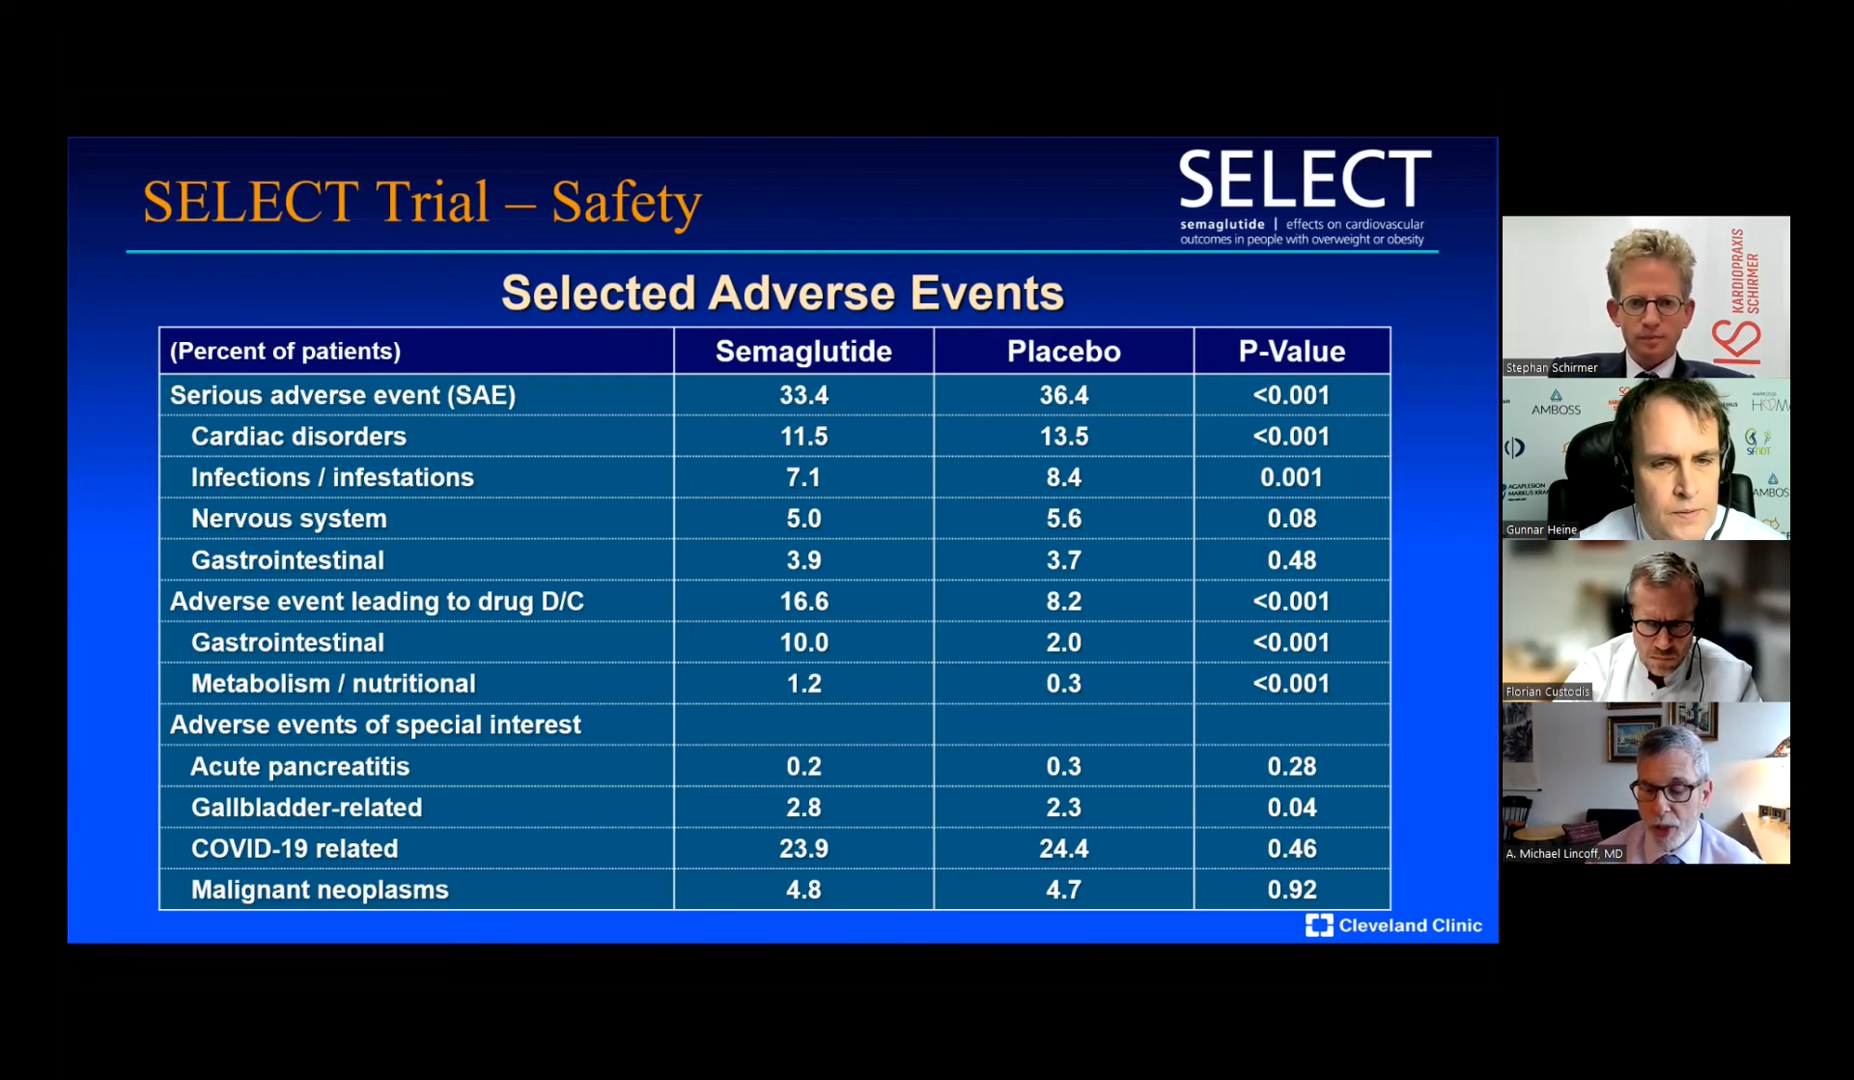 SELECT Trial – Safety
SELECT
semaglutide | effects on cardiovascular
outcomes in people with overweight or obesity
Selected Adverse Events
(Percent of patients) Semaglutide Placebo P-Value
Serious adverse event (SAE) 33.4 36.4 <0.001
Cardiac disorders 11.5 13.5 <0.001
Infections / infestations 7.1 8.4 0.001
Nervous system 5.0 5.6 0.08
Gastrointestinal 3.9 3.7 0.48
Adverse event leading to drug D/C 16.6 8.2 <0.001
Gastrointestinal 10.0 2.0 <0.001
Metabolism / nutritional 1.2 0.3 <0.001
Adverse events of special interest
Acute pancreatitis 0.2 0.3 0.28
Gallbladder-related 2.8 2.3 0.04
COVID-19 related 23.9 24.4 0.46
Malignant neoplasms 4.8 4.7 0.92
Cleveland Clinic
KARDIOPRAXIS
SCHIRMER
KS
Stephan Schirmer
AMBOSS
AGAPLESION
Gunnar Heine
Florian Custodis
A. Michael Lincoff, MD